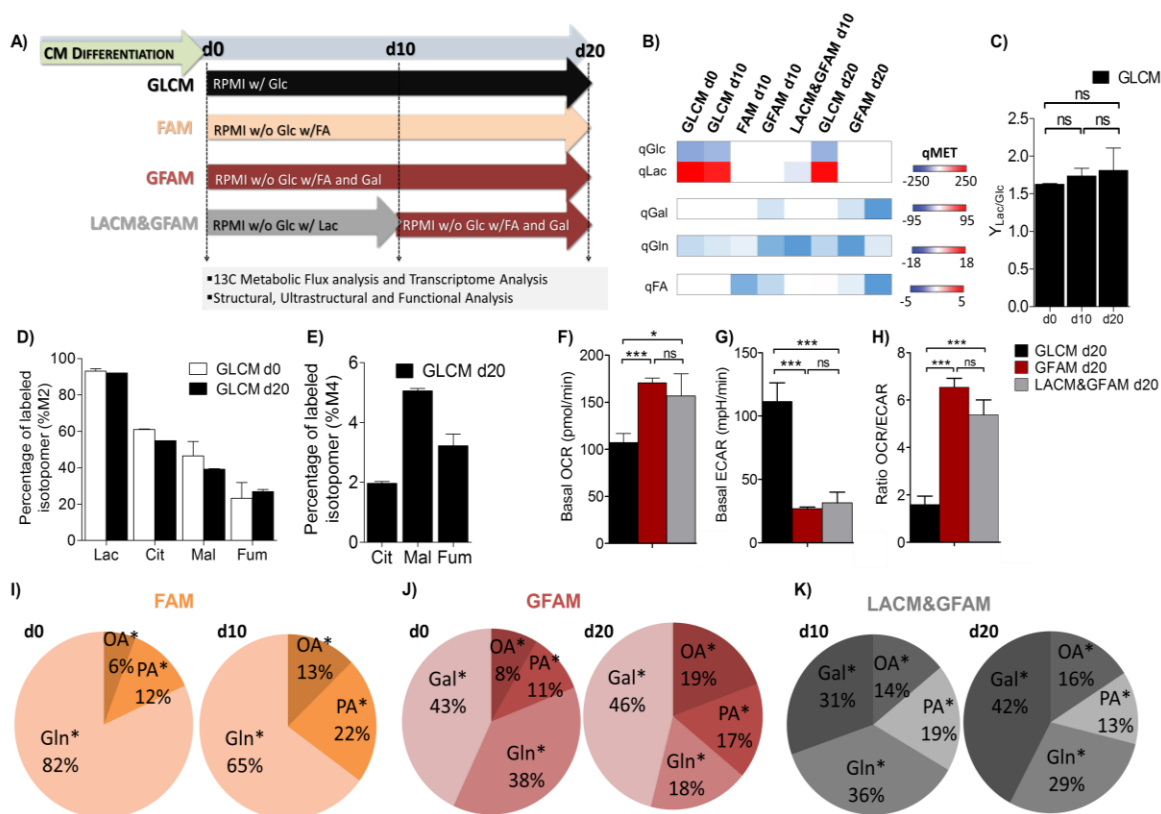 A)
CM DIFFERENTIATION
d0
d10
d20
GLCM
RPMI w/ Glc
FAM
RPMI w/o Glc w/FA
GFAM
RPMI w/o Glc w/FA and Gal
LACM&GFAM
RPMI w/o Glc w/ Lac
RPMI w/o Glc w/FA and Gal
▪13C Metabolic Flux analysis and Transcriptome Analysis
▪Structural, Ultrastructural and Functional Analysis
B)
GLCM d0
GLCM d10
FAM d10
GFAM d10
LACM&GFAM d10
GLCM d20
GFAM d20
qGlc
qLac
qGal
qGln
qFA
qMET
-250 250
-95 95
-18 18
-5 5
C)
GLCM
ns
ns ns
Y Lac/Glc
2.5
2.0
1.5
1.0
0.5
0.0
d0 d10 d20
D)
Percentage of labeled
isotopomer (%M2)
100
80
60
40
20
0
GLCM d0
GLCM d20
Lac Cit Mal Fum
E)
Percentage of labeled
isotopomer (%M4)
6
4
2
0
GLCM d20
Cit Mal Fum
F)
Basal OCR (pmol/min)
200
150
100
50
0
*
*** ns
G)
Basal ECAR (mpH/min)
150
100
50
0
***
*** ns
H)
Ratio OCR/ECAR
8
6
4
2
0
***
*** ns
GLCM d20
GFAM d20
LACM&GFAM d20
I)
FAM
d0
OA*
6%
PA*
12%
Gln*
82%
d10
OA*
13%
PA*
22%
Gln*
65%
J)
GFAM
d0
OA*
8%
PA*
11%
Gal*
43%
Gln*
38%
d20
OA*
19%
PA*
17%
Gal*
46%
Gln*
18%
K)
LACM&GFAM
d10
Gal*
31%
OA*
14%
PA*
19%
Gln*
36%
d20
Gal*
42%
OA*
16%
PA*
13%
Gln*
29%